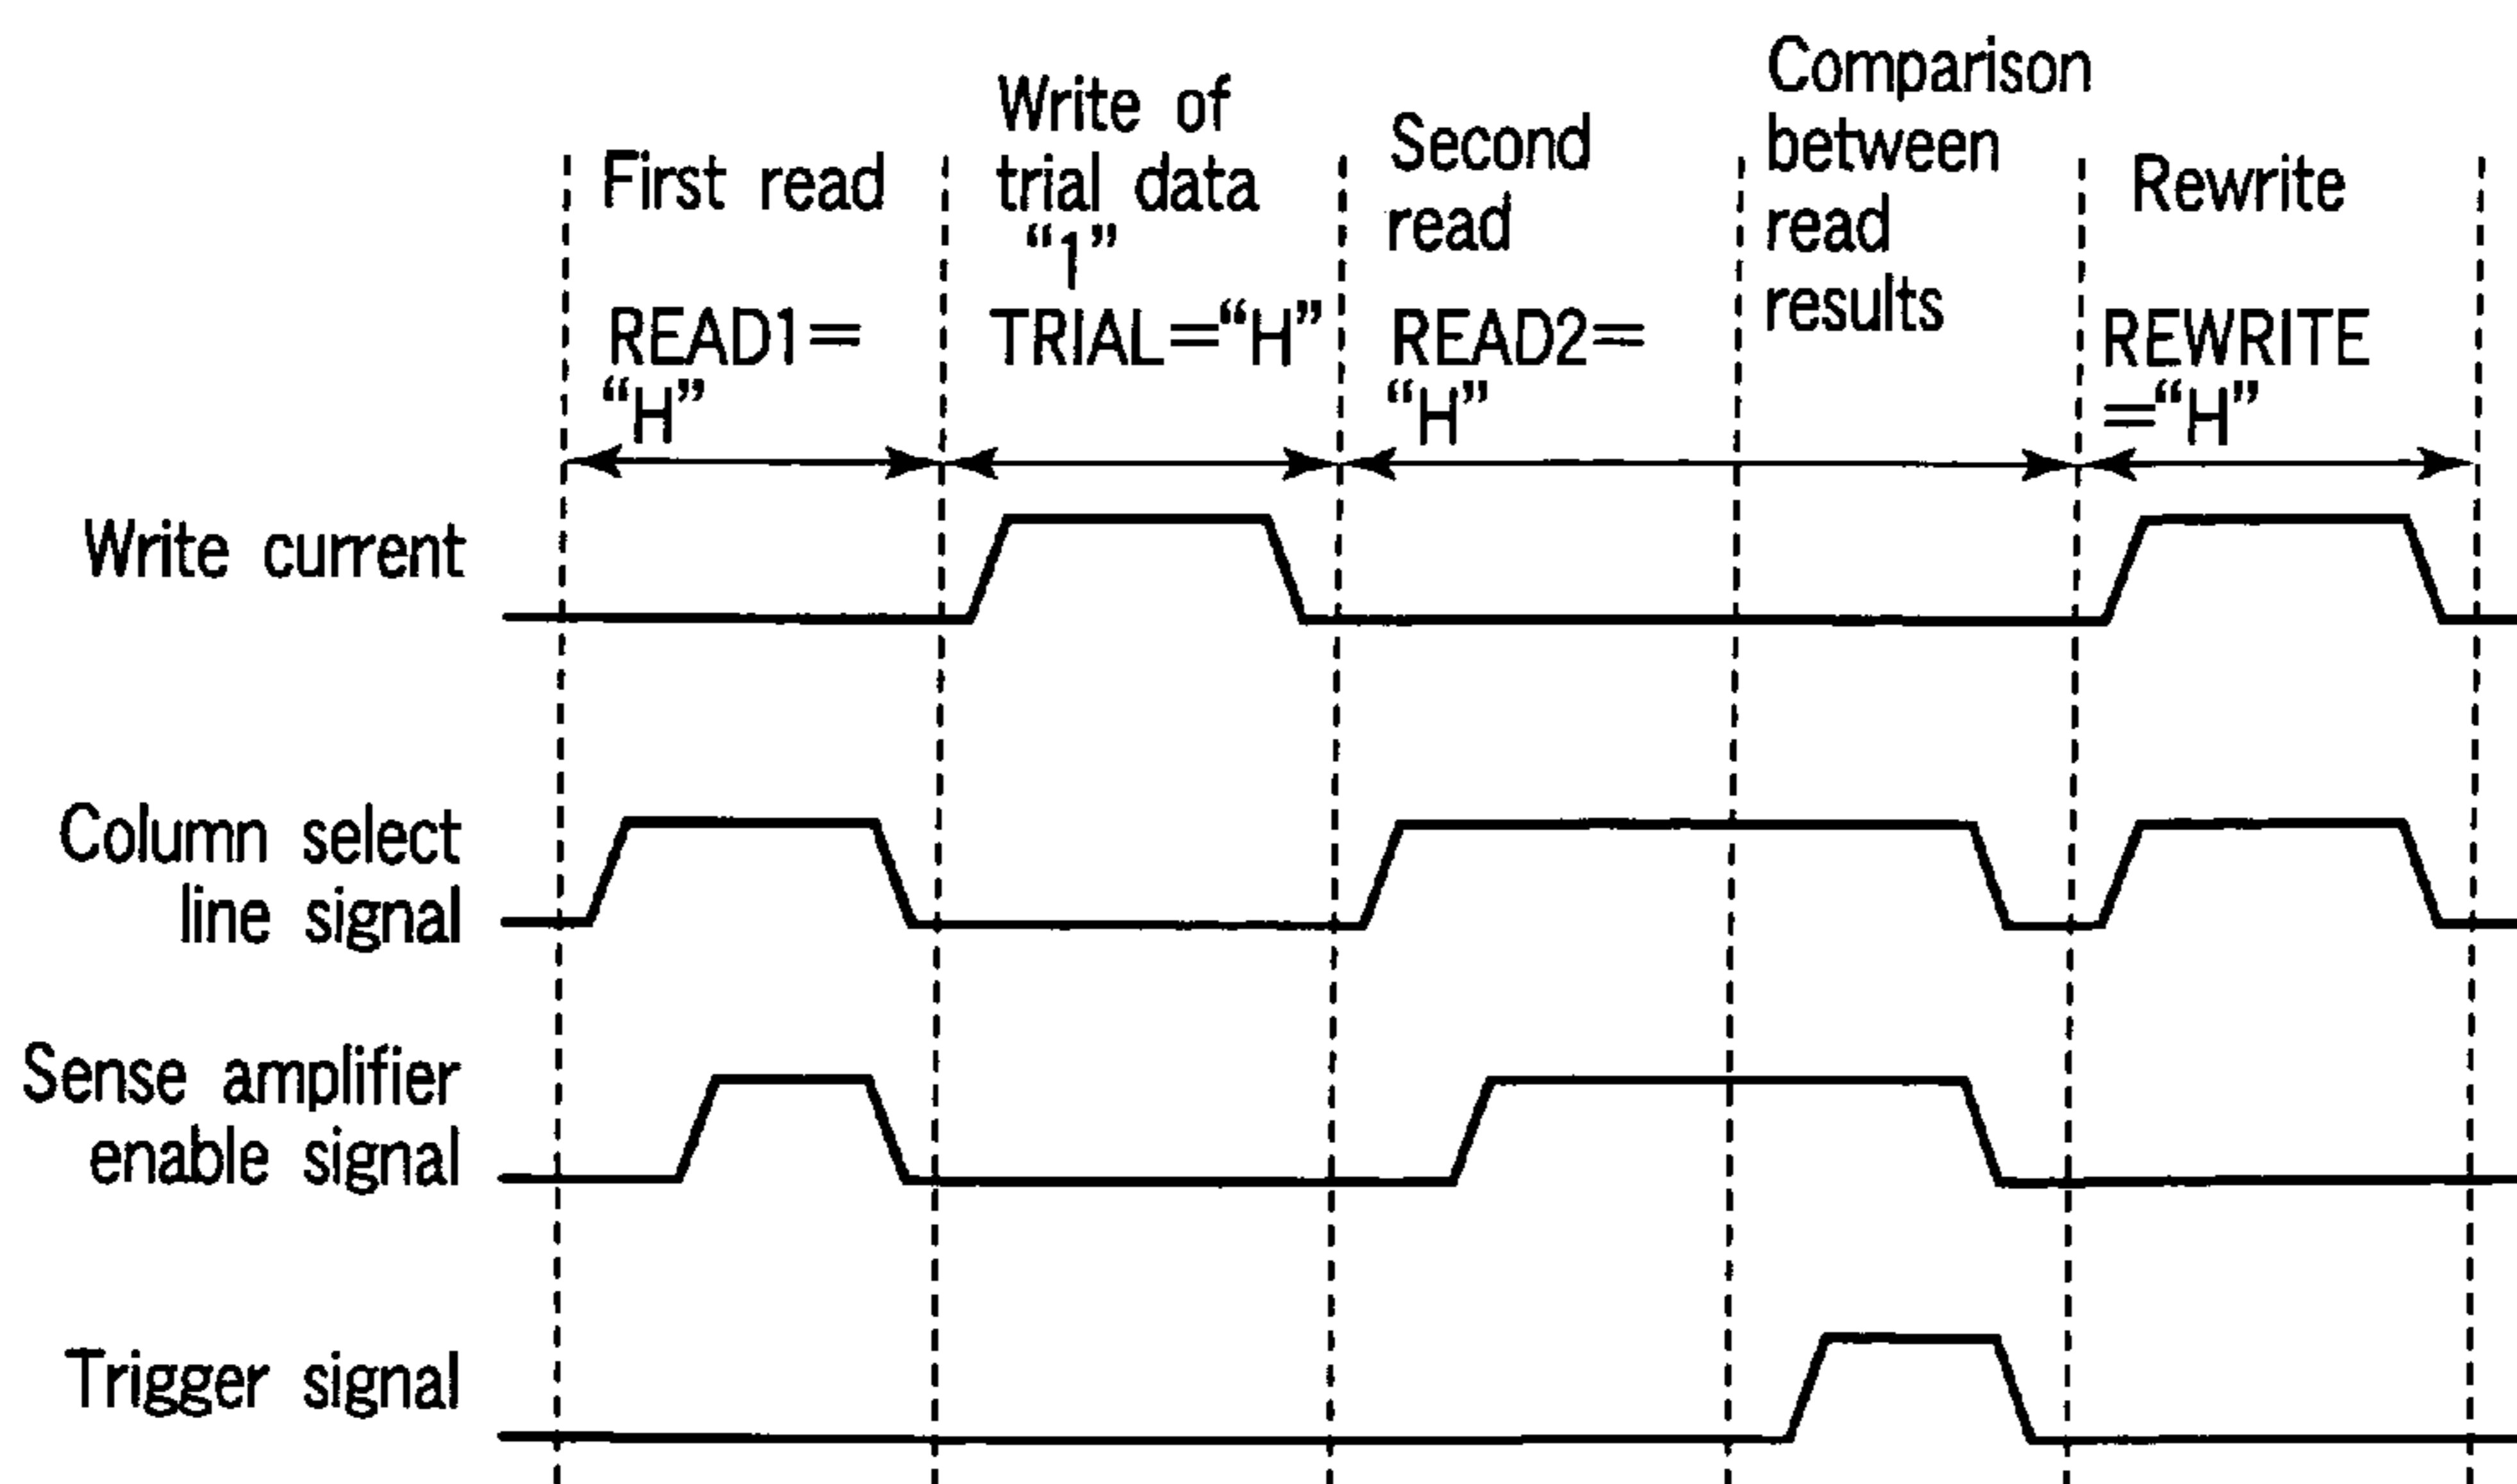 First read
READ1=
“H”
Write of
trial data
“1”
TRIAL=“H”
Second
read
READ2=
“H”
Comparison
between
read
results
Rewrite
REWRITE
=“H”
Write current
Column select
line signal
Sense amplifier
enable signal
Trigger signal